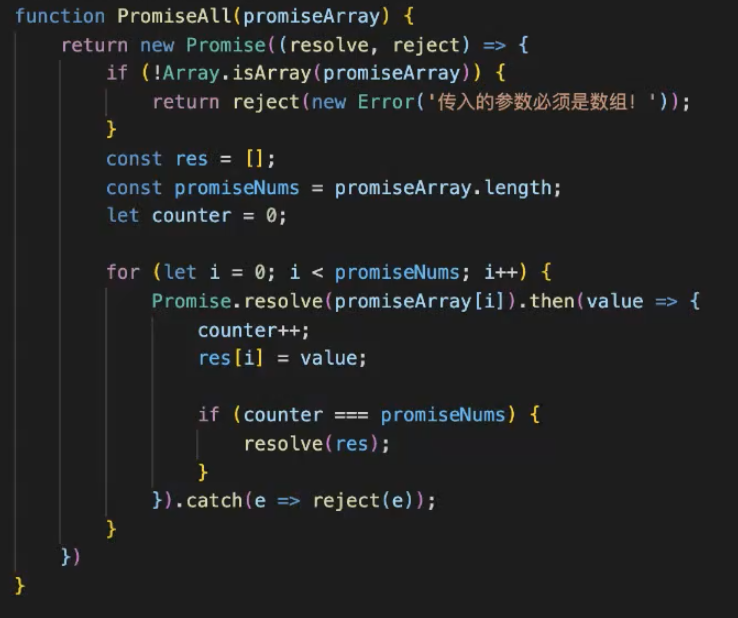 function PromiseAll(promiseArray) {
    return new Promise((resolve, reject) => {
        if (!Array.isArray(promiseArray)) {
            return reject(new Error('传入的参数必须是数组！'));
        }
        const res = [];
        const promiseNums = promiseArray.length;
        let counter = 0;

        for (let i = 0; i < promiseNums; i++) {
            Promise.resolve(promiseArray[i]).then(value => {
                counter++;
                res[i] = value;

                if (counter === promiseNums) {
                    resolve(res);
                }
            }).catch(e => reject(e));
        }
    })
}